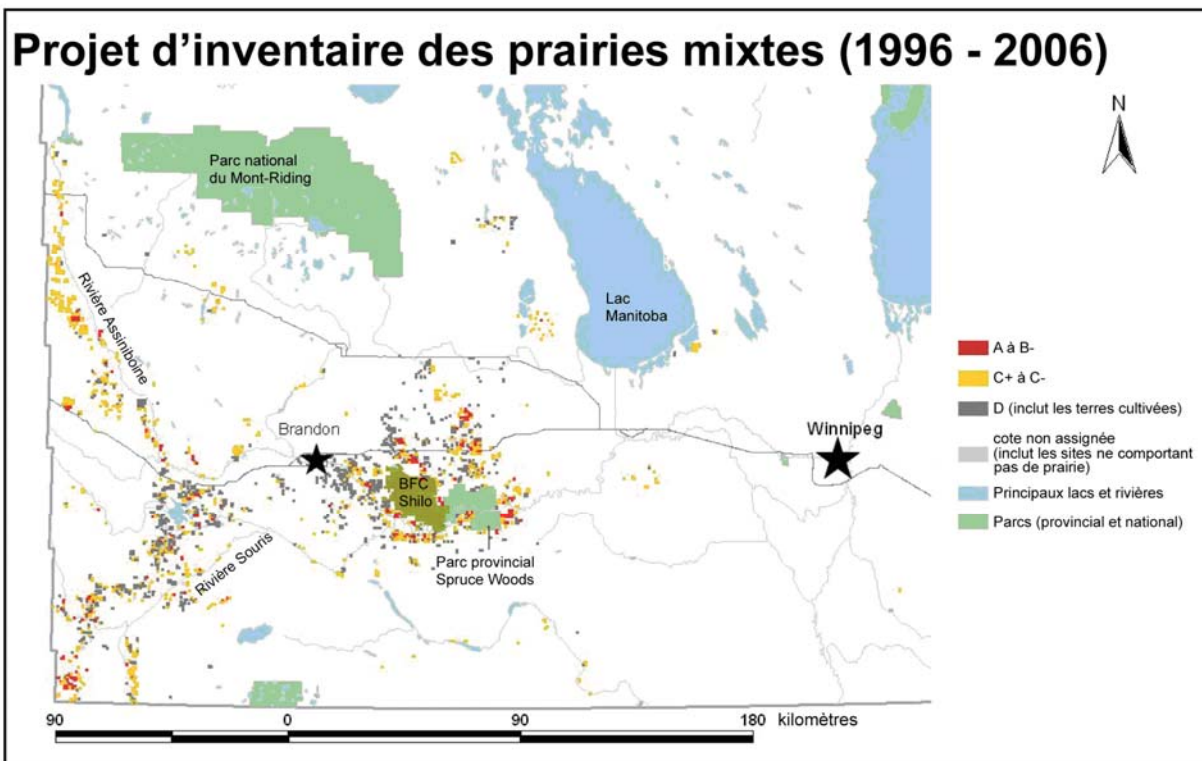 Projet d'inventaire des prairies mixtes (1996 - 2006)
N
Parc national
du Mont-Riding
Rivière Assiniboine
Lac
Manitoba
Brandon
Winnipeg
BFC
Shilo
Rivière Souris
Parc provincial
Spruce Woods
A à B-
C+ à C-
D (inclut les terres cultivées)
cote non assignée
(inclut les sites ne comportant
pas de prairie)
Principaux lacs et rivières
Parcs (provincial et national)
90 0 90 180 kilomètres